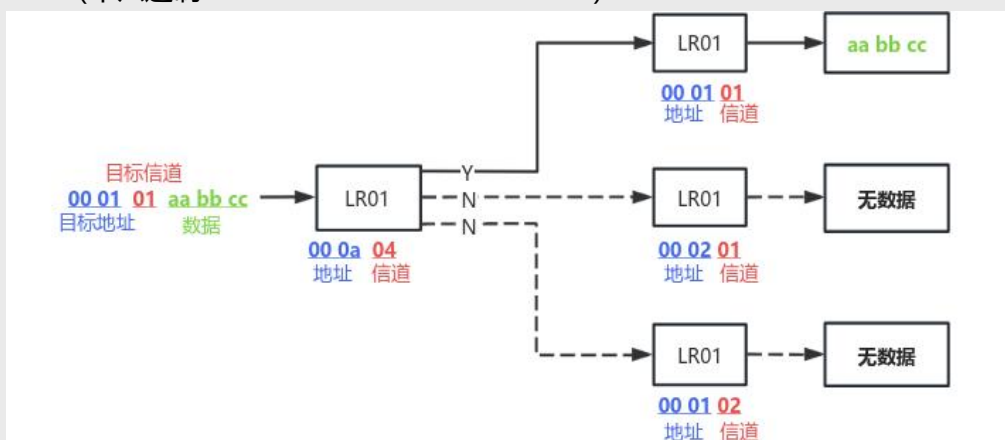 LR01
aa bb cc
00 01 01
地址 信道
目标信道
00 01 01 aa bb cc
目标地址 数据
LR01
Y
N
N
00 0a 04
地址 信道
LR01
无数据
00 02 01
地址 信道
LR01
无数据
00 01 02
地址 信道